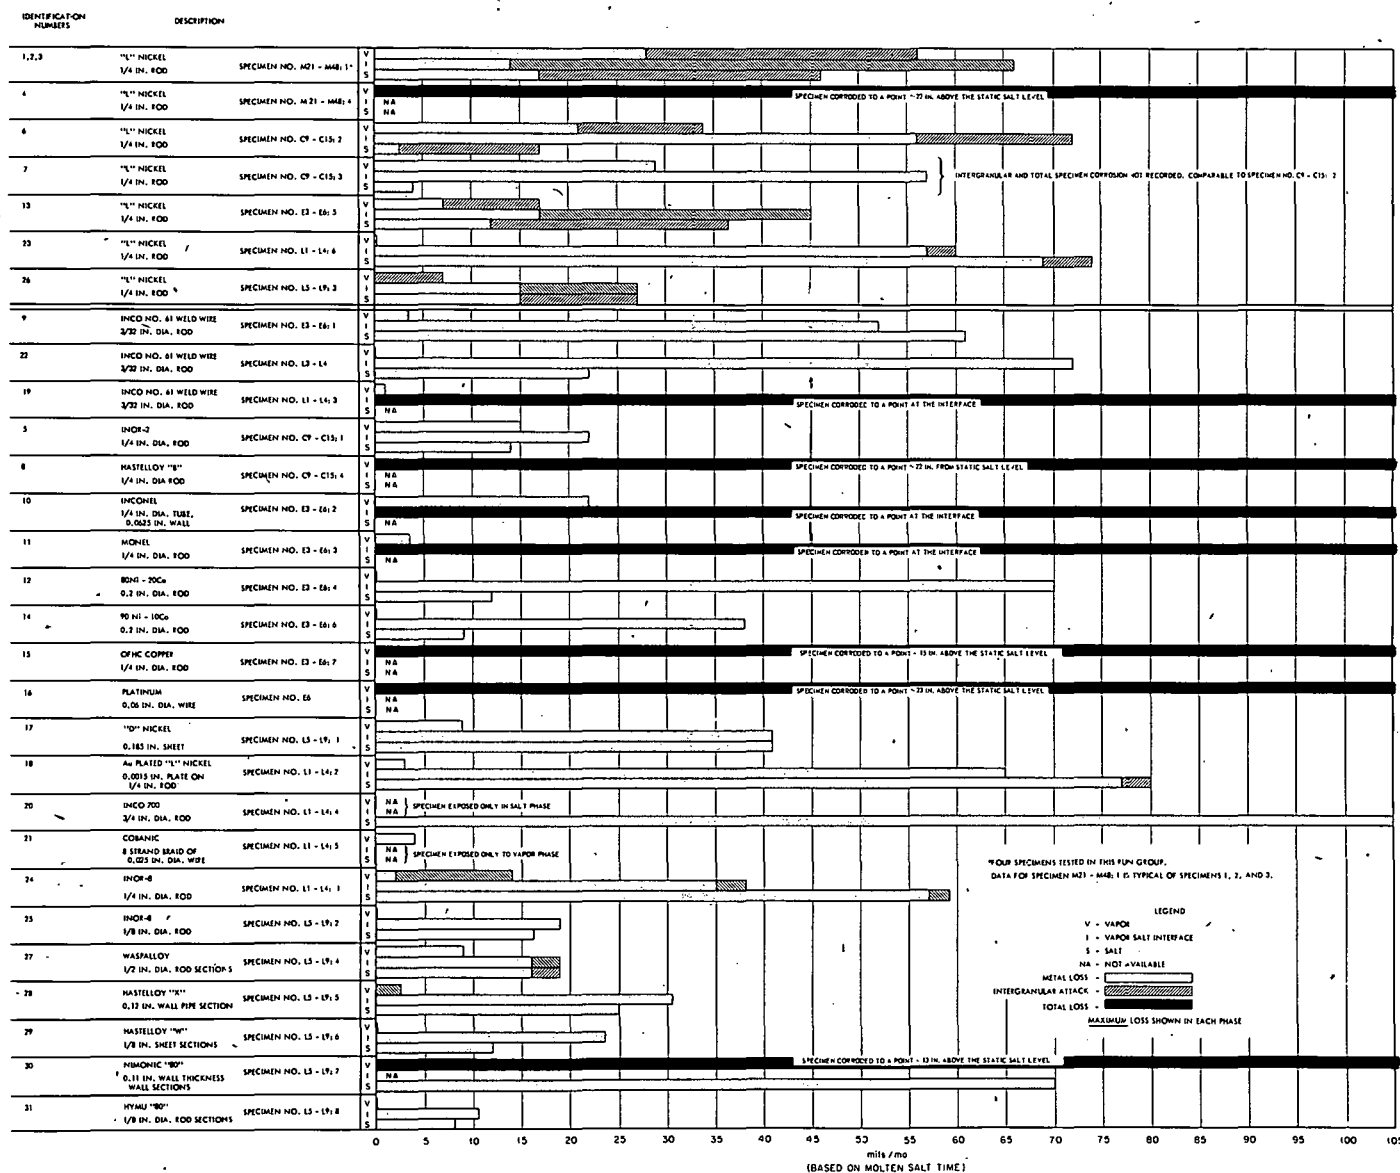 IDENTIFICATION NUMBERS DESCRIPTION
1,2,3 "L" NICKEL 1/4 IN. ROD SPECIMEN NO. M21 - M48; 1* V I S
4 "L" NICKEL 1/4 IN. ROD SPECIMEN NO. M21 - M48; 4 V I S NA NA SPECIMEN CORRODED TO A POINT ~22 IN. ABOVE THE STATIC SALT LEVEL
6 "L" NICKEL 1/4 IN. ROD SPECIMEN NO. C9 - C15; 2 V I S
7 "L" NICKEL 1/4 IN. ROD SPECIMEN NO. C9 - C15; 3 V I S INTERGRANULAR AND TOTAL SPECIMEN CORROSION NOT RECORDED. COMPARABLE TO SPECIMEN NO. C9 - C15: 2
13 "L" NICKEL 1/4 IN. ROD SPECIMEN NO. E3 - E6; 5 V I S
23 "L" NICKEL 1/4 IN. ROD SPECIMEN NO. L1 - L4; 6 V I S
26 "L" NICKEL 1/4 IN. ROD SPECIMEN NO. L5 - L9; 3 V I S
9 INCO NO. 61 WELD WIRE 3/32 IN. DIA. ROD SPECIMEN NO. E3 - E6; 1 V I S
22 INCO NO. 61 WELD WIRE 3/32 IN. DIA. ROD SPECIMEN NO. L3 - L4 V I S
19 INCO NO. 61 WELD WIRE 3/32 IN. DIA. ROD SPECIMEN NO. L1 - L4; 3 V I S NA SPECIMEN CORRODED TO A POINT AT THE INTERFACE
5 INOR-2 1/4 IN. DIA. ROD SPECIMEN NO. C9 - C15; 1 V I S
8 HASTELLOY "B" 1/4 IN. DIA ROD SPECIMEN NO. C9 - C15; 4 V I S NA NA SPECIMEN CORRODED TO A POINT ~22 IN. FROM STATIC SALT LEVEL
10 INCONEL 1/4 IN. DIA. TUBE, 0.0625 IN. WALL SPECIMEN NO. E3 - E6; 2 V I S NA SPECIMEN CORRODED TO A POINT AT THE INTERFACE
11 MONEL 1/4 IN. DIA. ROD SPECIMEN NO. E3 - E6; 3 V I S NA SPECIMEN CORRODED TO A POINT AT THE INTERFACE
12 80Ni - 20Co 0.2 IN. DIA. ROD SPECIMEN NO. E3 - E6; 4 V I S
14 90 Ni - 10Co 0.2 IN. DIA. ROD SPECIMEN NO. E3 - E6; 6 V I S
15 OFHC COPPER 1/4 IN. DIA. ROD SPECIMEN NO. E3 - E6; 7 V I S NA NA SPECIMEN CORRODED TO A POINT ~ 15 IN. ABOVE THE STATIC SALT LEVEL
16 PLATINUM 0.06 IN. DIA. WIRE SPECIMEN NO. E6 V I S NA NA SPECIMEN CORRODED TO A POINT ~23 IN. ABOVE THE STATIC SALT LEVEL
17 "D" NICKEL 0.185 IN. SHEET SPECIMEN NO. L5 - L9; 1 V I S
18 Au PLATED "L" NICKEL 0.0015 IN. PLATE ON 1/4 IN. ROD SPECIMEN NO. L1 - L4; 2 V I S
20 INCO 700 3/4 IN. DIA. ROD SPECIMEN NO. L1 - L4; 4 V I S NA NA SPECIMEN EXPOSED ONLY IN SALT PHASE
21 COBANIC 8 STRAND BRAID OF 0.025 IN. DIA. WIRE SPECIMEN NO. L1 - L4; 5 V I S NA NA SPECIMEN EXPOSED ONLY TO VAPOR PHASE
24 INOR-8 1/4 IN. DIA. ROD SPECIMEN NO. L1 - L4; 1 V I S
25 INOR-8 1/8 IN. DIA. ROD SPECIMEN NO. L5 - L9; 2 V I S
27 WASPALLOY 1/2 IN. DIA. ROD SECTIONS SPECIMEN NO. L5 - L9; 4 V I S
28 HASTELLOY "X" 0.12 IN. WALL PIPE SECTION SPECIMEN NO. L5 - L9; 5 V I S
29 HASTELLOY "W" 1/8 IN. SHEET SECTIONS SPECIMEN NO. L5 - L9; 6 V I S
30 NIMONIC "80" 0.11 IN. WALL THICKNESS WALL SECTIONS SPECIMEN NO. L5 - L9; 7 V I S NA SPECIMEN CORRODED TO A POINT ~ 13 IN. ABOVE THE STATIC SALT LEVEL
31 HYMU "80" 1/8 IN. DIA. ROD SECTIONS SPECIMEN NO. L5 - L9; 8 V I S
*FOUR SPECIMENS TESTED IN THIS RUN GROUP.
DATA FOR SPECIMEN M21 - M48; 1 IS TYPICAL OF SPECIMENS 1, 2, AND 3.
LEGEND
V - VAPOR
I - VAPOR SALT INTERFACE
S - SALT
NA - NOT AVAILABLE
METAL LOSS -
INTERGRANULAR ATTACK -
TOTAL LOSS -
MAXIMUM LOSS SHOWN IN EACH PHASE
0 5 10 15 20 25 30 35 40 45 50 55 60 65 70 75 80 85 90 95 100 105
mils/mo
(BASED ON MOLTEN SALT TIME)